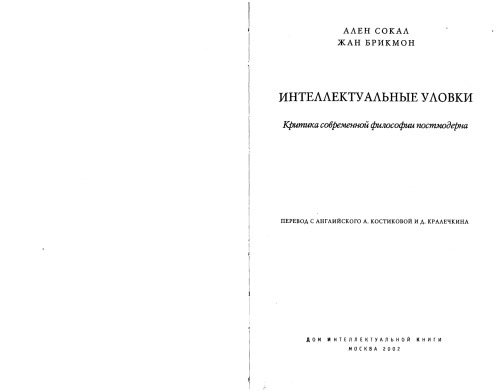 АЛЕН СОКАЛ
ЖАН БРИКМОН
ИНТЕЛЛЕКТУАЛЬНЫЕ УЛОВКИ
Критика современной философии постмодерна
ПЕРЕВОД С АНГЛИЙСКОГО А. КОСТИКОВОЙ И Д. КРАЛЕЧКИНА
Дом Интеллектуальной Книги
МОСКВА 2002